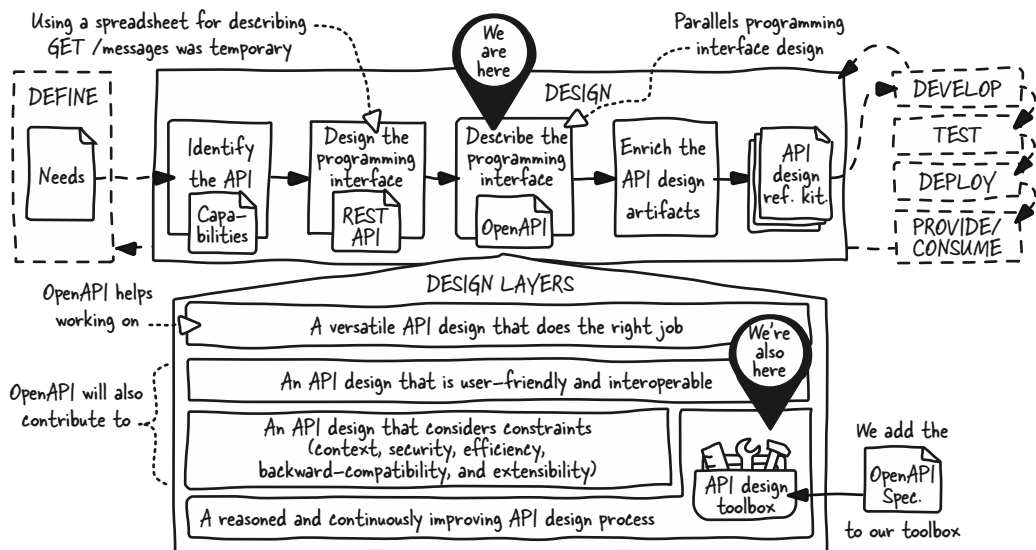 Using a spreadsheet for describing
GET /messages was temporary
We
are
here
Parallels programming
interface design
DEFINE
Needs
DESIGN
Identify
the API
Capa-
bilities
Design the
programming
interface
REST
API
Describe the
programming
interface
OpenAPI
Enrich the
API design
artifacts
API
design
ref. kit.
DEVELOP
TEST
DEPLOY
PROVIDE/
CONSUME
DESIGN LAYERS
OpenAPI helps
working on
A versatile API design that does the right job
We're
also
here
OpenAPI will also
contribute to
An API design that is user-friendly and interoperable
An API design that considers constraints
(context, security, efficiency,
backward-compatibility, and extensibility)
API design
toolbox
We add the
OpenAPI
Spec.
to our toolbox
A reasoned and continuously improving API design process